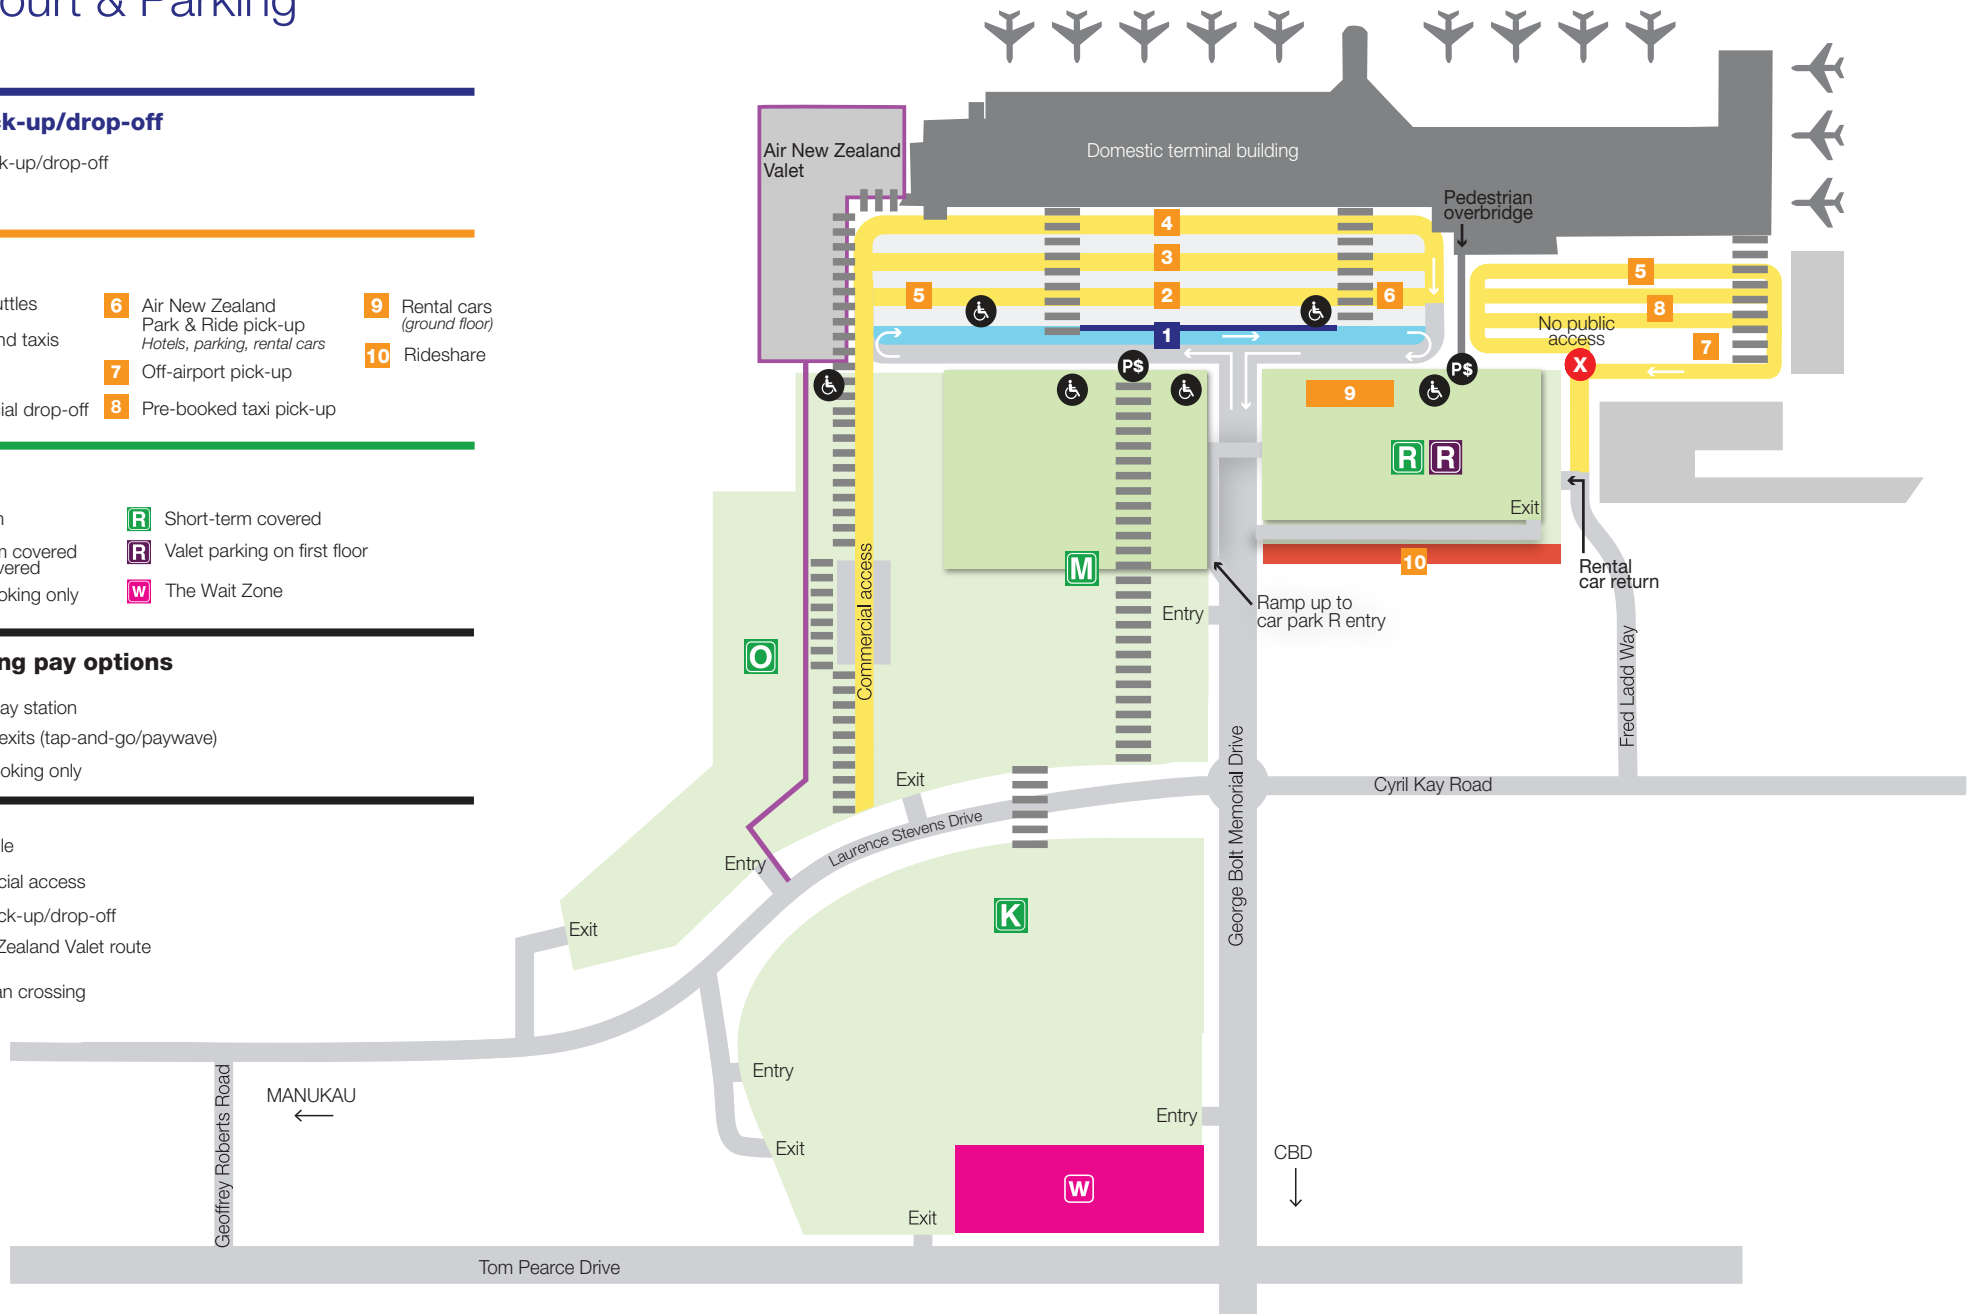 ourt & Parking
ck-up/drop-off
k-up/drop-off
uttles
nd taxis
ial drop-off
6 Air New Zealand
Park & Ride pick-up
Hotels, parking, rental cars
7 Off-airport pick-up
8 Pre-booked taxi pick-up
9 Rental cars
(ground floor)
10 Rideshare
n
m covered
vered
oking only
R Short-term covered
R Valet parking on first floor
W The Wait Zone
ng pay options
ay station
exits (tap-and-go/paywave)
oking only
le
cial access
ck-up/drop-off
Zealand Valet route
an crossing
Air New Zealand
Valet
Domestic terminal building
Pedestrian
overbridge
4
3
5
2
6
1
5
8
7
No public
access
X
P$
P$
9
R R
Exit
10
Rental
car return
Ramp up to
car park R entry
M
Entry
O
Commercial access
Exit
Laurence Stevens Drive
Entry
Exit
K
George Bolt Memorial Drive
Cyril Kay Road
Fred Ladd Way
Entry
Exit
Entry
W
Exit
CBD
MANUKAU
Geoffrey Roberts Road
Tom Pearce Drive